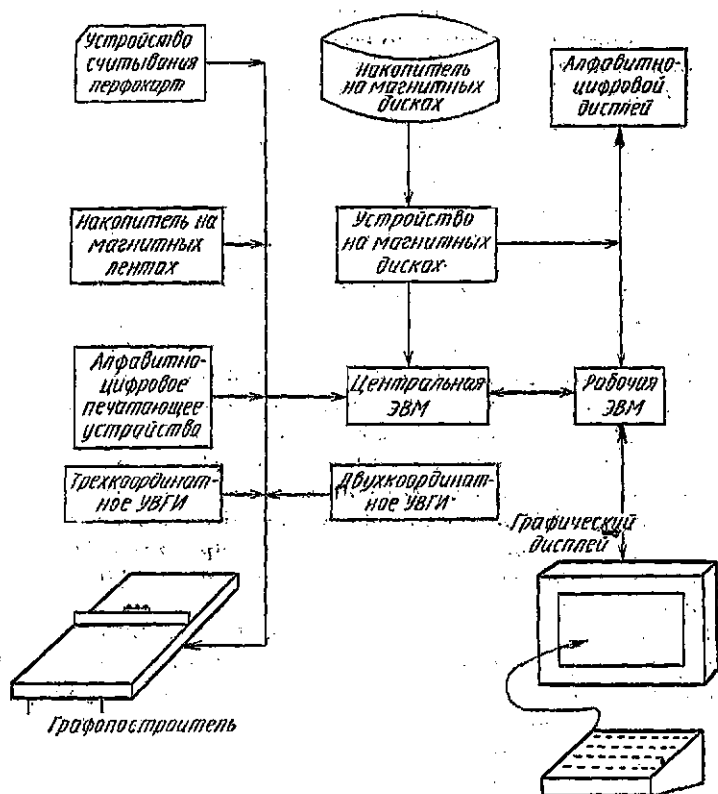 Устройство
считывания
перфокарт
Накопитель
на магнитных
дисках
Алфавитно-
цифровой
дисплей
Накопитель на
магнитных
лентах
Устройство
на магнитных
дисках
Алфавитно-
цифровое
печатающее
устройства
Центральная
ЭВМ
Рабочая
ЭВМ
Трехкоординат-
ное УВГИ
Двухкоординат-
ное УВГИ
Графический
дисплей
Графопостроитель